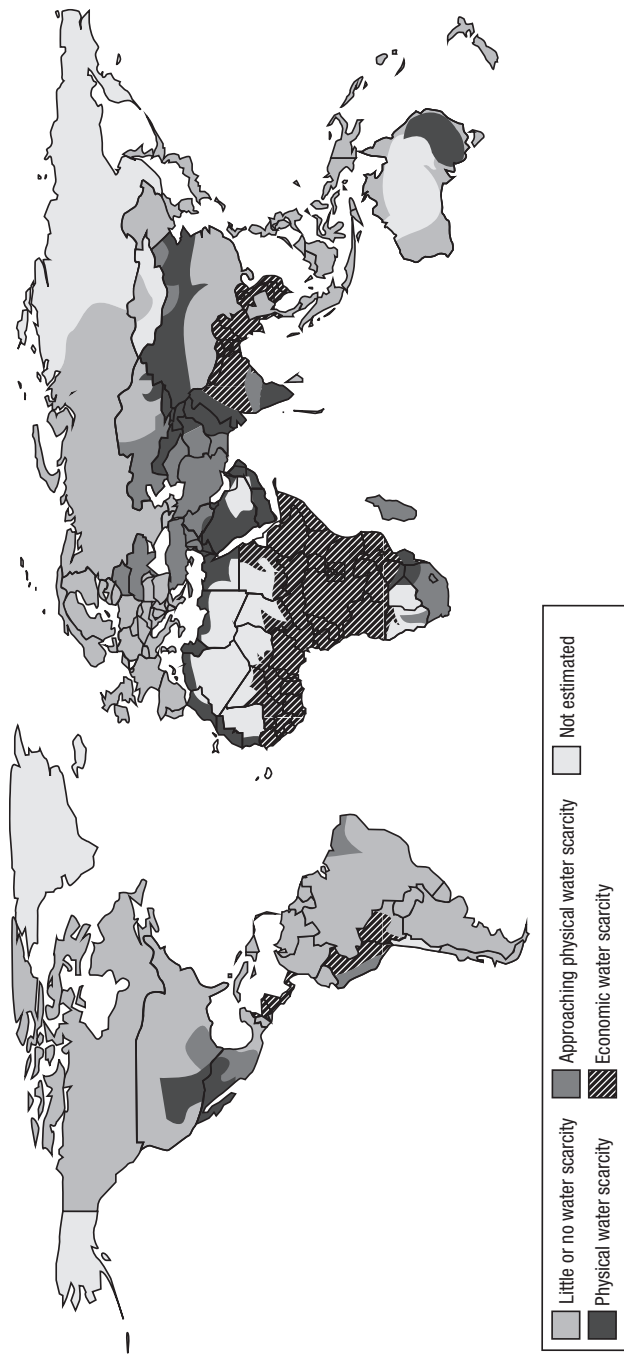 Little or no water scarcity
Approaching physical water scarcity
Not estimated
Physical water scarcity
Economic water scarcity